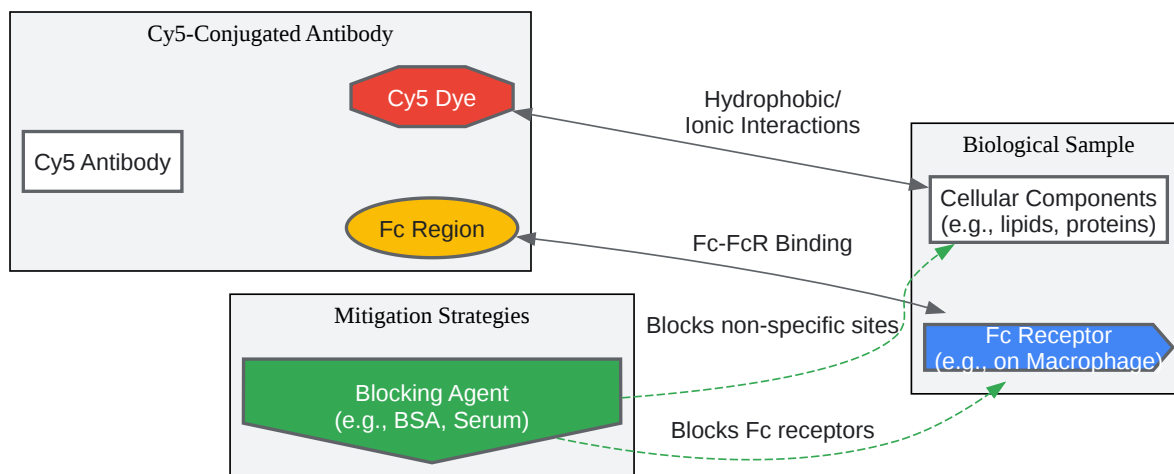 Cy5-Conjugated Antibody
Cy5 Dye
Cy5 Antibody
Fc Region
Hydrophobic/
Ionic Interactions
Fc-FcR Binding
Biological Sample
Cellular Components
(e.g., lipids, proteins)
Fc Receptor
(e.g., on Macrophage)
Mitigation Strategies
Blocking Agent
(e.g., BSA, Serum)
Blocks non-specific sites
Blocks Fc receptors